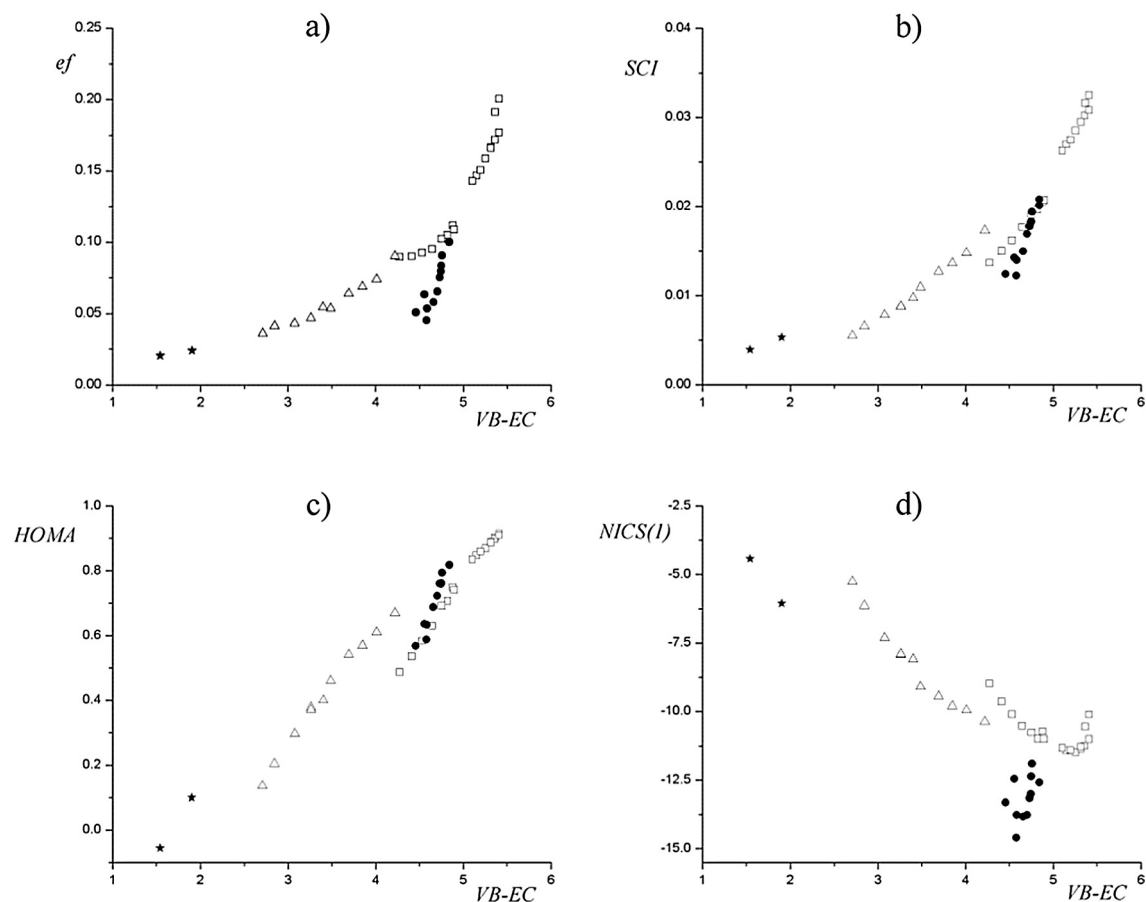 a)
ef
0.25
0.20
0.15
0.10
0.05
0.00
1 2 3 4 5 6
VB-EC
b)
SCI
0.04
0.03
0.02
0.01
0.00
1 2 3 4 5 6
VB-EC
c)
HOMA
1.0
0.8
0.6
0.4
0.2
0.0
1 2 3 4 5 6
VB-EC
d)
NICS(1)
-2.5
-5.0
-7.5
-10.0
-12.5
-15.0
1 2 3 4 5 6
VB-EC